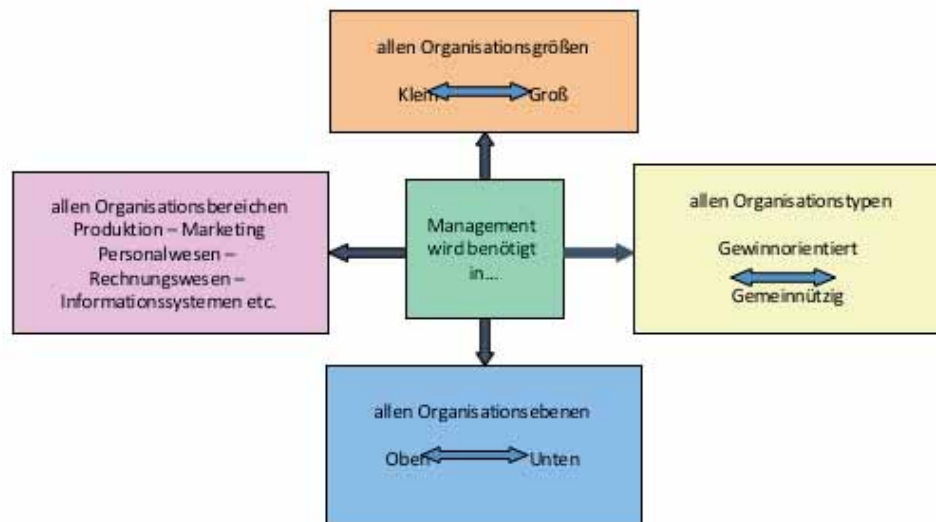 allen Organisationsgrößen
Klein Groß
allen Organisationsbereichen
Produktion – Marketing
Personalwesen –
Rechnungswesen –
Informationssystemen etc.
Management
wird benötigt
in...
allen Organisationstypen
Gewinnorientiert
Gemeinnützig
allen Organisationsebenen
Oben Unten